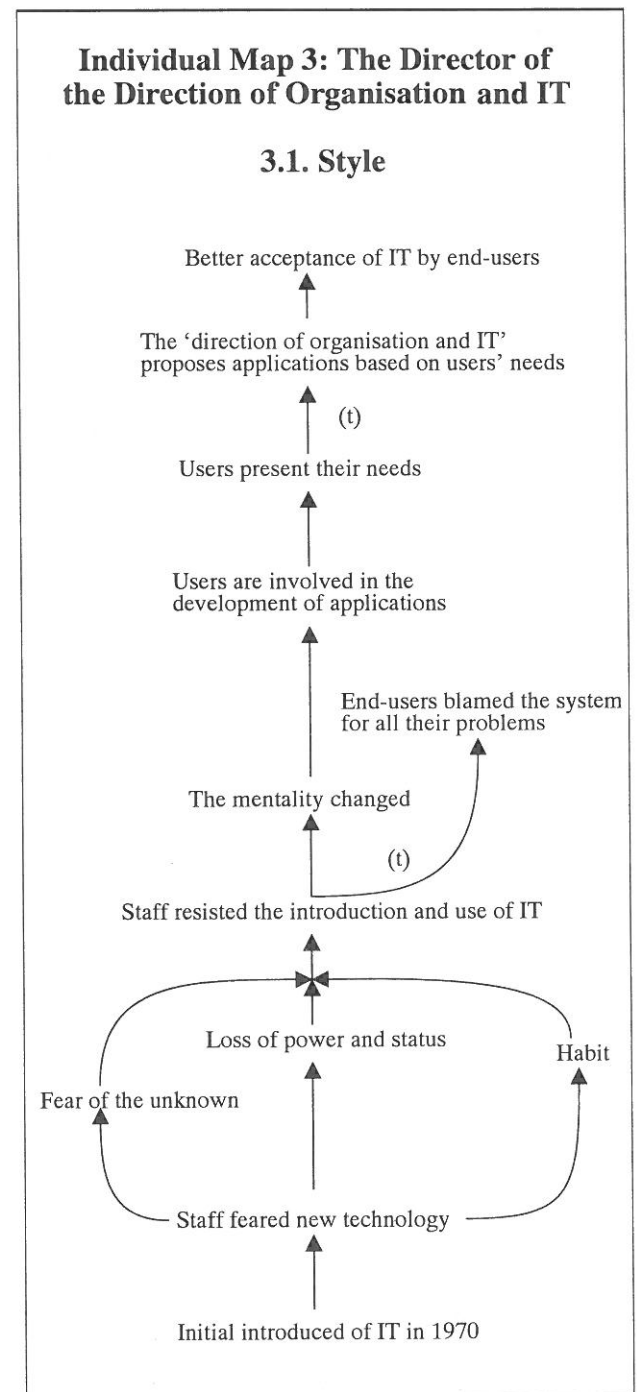 Individual Map 3: The Director of
the Direction of Organisation and IT
3.1. Style
Better acceptance of IT by end-users
The ‘direction of organisation and IT’
proposes applications based on users’ needs
(t)
Users present their needs
Users are involved in the
development of applications
End-users blamed the system
for all their problems
The mentality changed
(t)
Staff resisted the introduction and use of IT
Loss of power and status
Habit
Fear of the unknown
Staff feared new technology
Initial introduced of IT in 1970